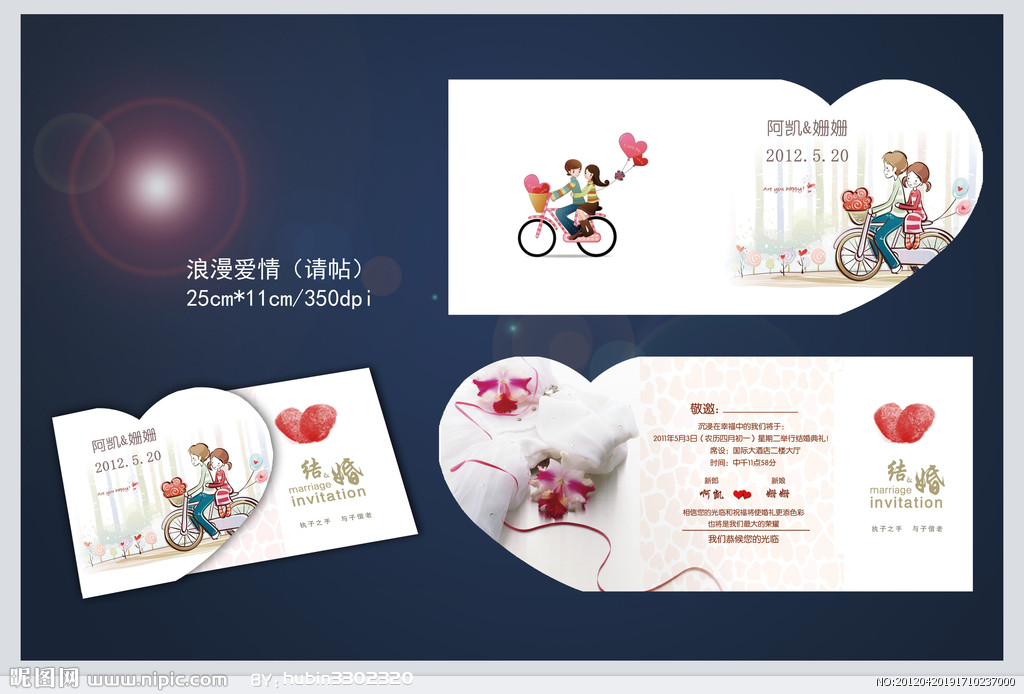 浪漫爱情（请帖）
25cm*11cm/350dpi
阿凯&姗姗
2012.5.20
Are you happy?
阿凯&姗姗
2012.5.20
Are you happy?
结&婚
marriage
invitation
执子之手 与子偕老
敬邀:
沉浸在幸福中的我们将于:
2011年5月3日（农历四月初一）星期二举行结婚典礼!
席设: 国际大酒店二楼大厅
时间: 中午11点58分
新郎 新娘
阿凯 姗姗
相信您的光临和祝福将使婚礼更添色彩
也将是我们最大的荣耀
我们恭候您的光临
结&婚
marriage
invitation
执子之手 与子偕老
昵图网 www.nipic.com BY: hubin3302320
NO:20120420191710237000